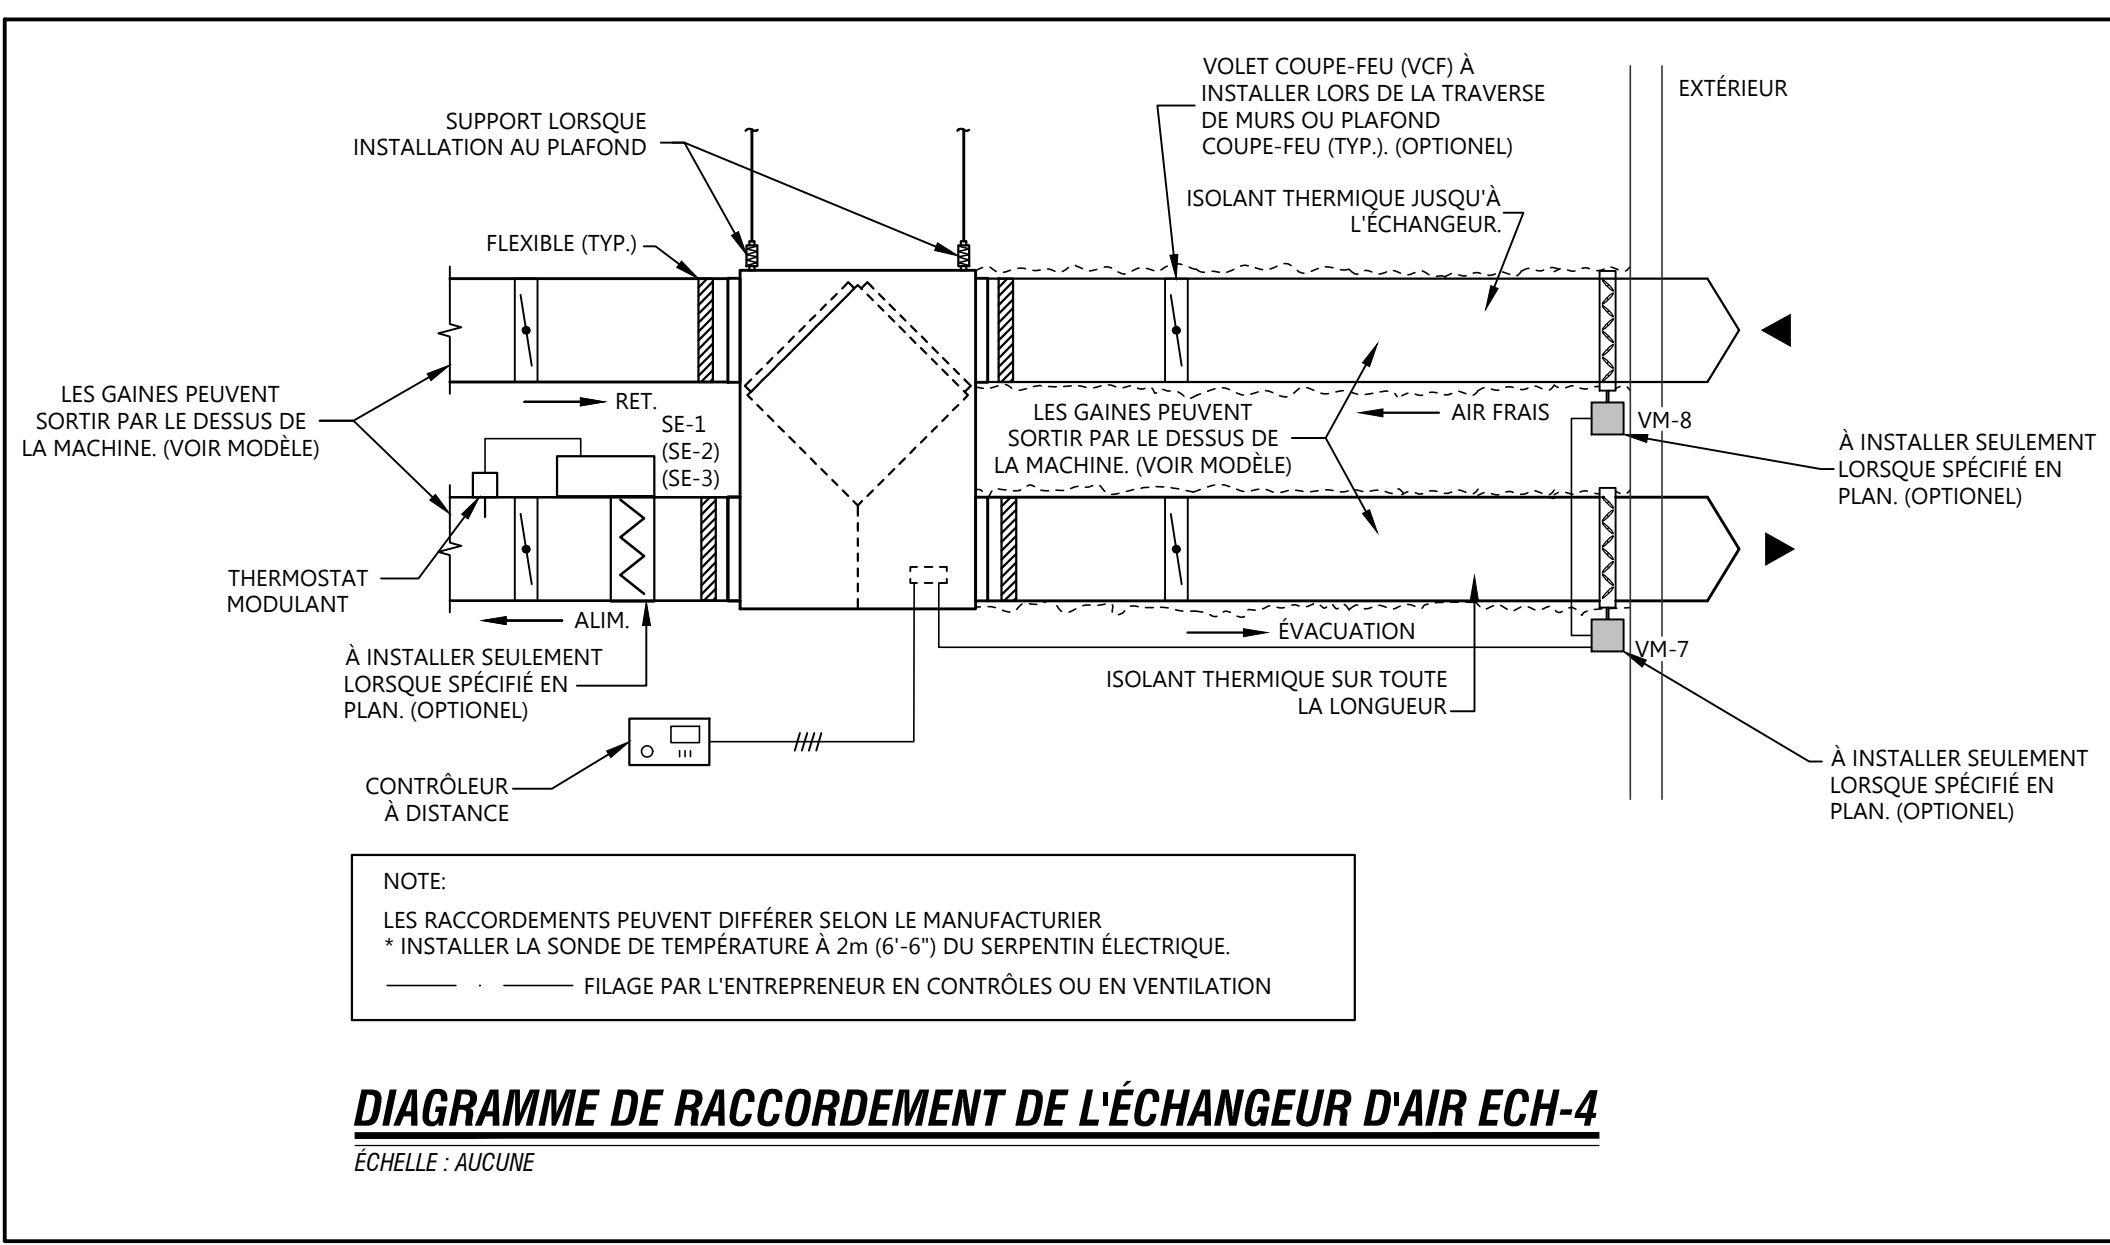 VOLET COUPE-FEU (VCF) À
INSTALLER LORS DE LA TRAVERSE
DE MURS OU PLAFOND
COUPE-FEU (TYP.). (OPTIONEL)
EXTÉRIEUR
SUPPORT LORSQUE
INSTALLATION AU PLAFOND
ISOLANT THERMIQUE JUSQU'À
L'ÉCHANGEUR.
FLEXIBLE (TYP.)
LES GAINES PEUVENT
SORTIR PAR LE DESSUS DE
LA MACHINE. (VOIR MODÈLE)
RET.
SE-1
(SE-2)
(SE-3)
LES GAINES PEUVENT
SORTIR PAR LE DESSUS DE
LA MACHINE. (VOIR MODÈLE)
AIR FRAIS
VM-8
À INSTALLER SEULEMENT
LORSQUE SPÉCIFIÉ EN
PLAN. (OPTIONEL)
THERMOSTAT
MODULANT
ALIM.
ÉVACUATION
VM-7
À INSTALLER SEULEMENT
LORSQUE SPÉCIFIÉ EN
PLAN. (OPTIONEL)
ISOLANT THERMIQUE SUR TOUTE
LA LONGUEUR
À INSTALLER SEULEMENT
LORSQUE SPÉCIFIÉ EN
PLAN. (OPTIONEL)
CONTRÔLEUR
À DISTANCE
NOTE:
LES RACCORDEMENTS PEUVENT DIFFÉRER SELON LE MANUFACTURIER
* INSTALLER LA SONDE DE TEMPÉRATURE À 2m (6'-6") DU SERPENTIN ÉLECTRIQUE.
FILAGE PAR L'ENTREPRENEUR EN CONTRÔLES OU EN VENTILATION
DIAGRAMME DE RACCORDEMENT DE L'ÉCHANGEUR D'AIR ECH-4
ÉCHELLE : AUCUNE